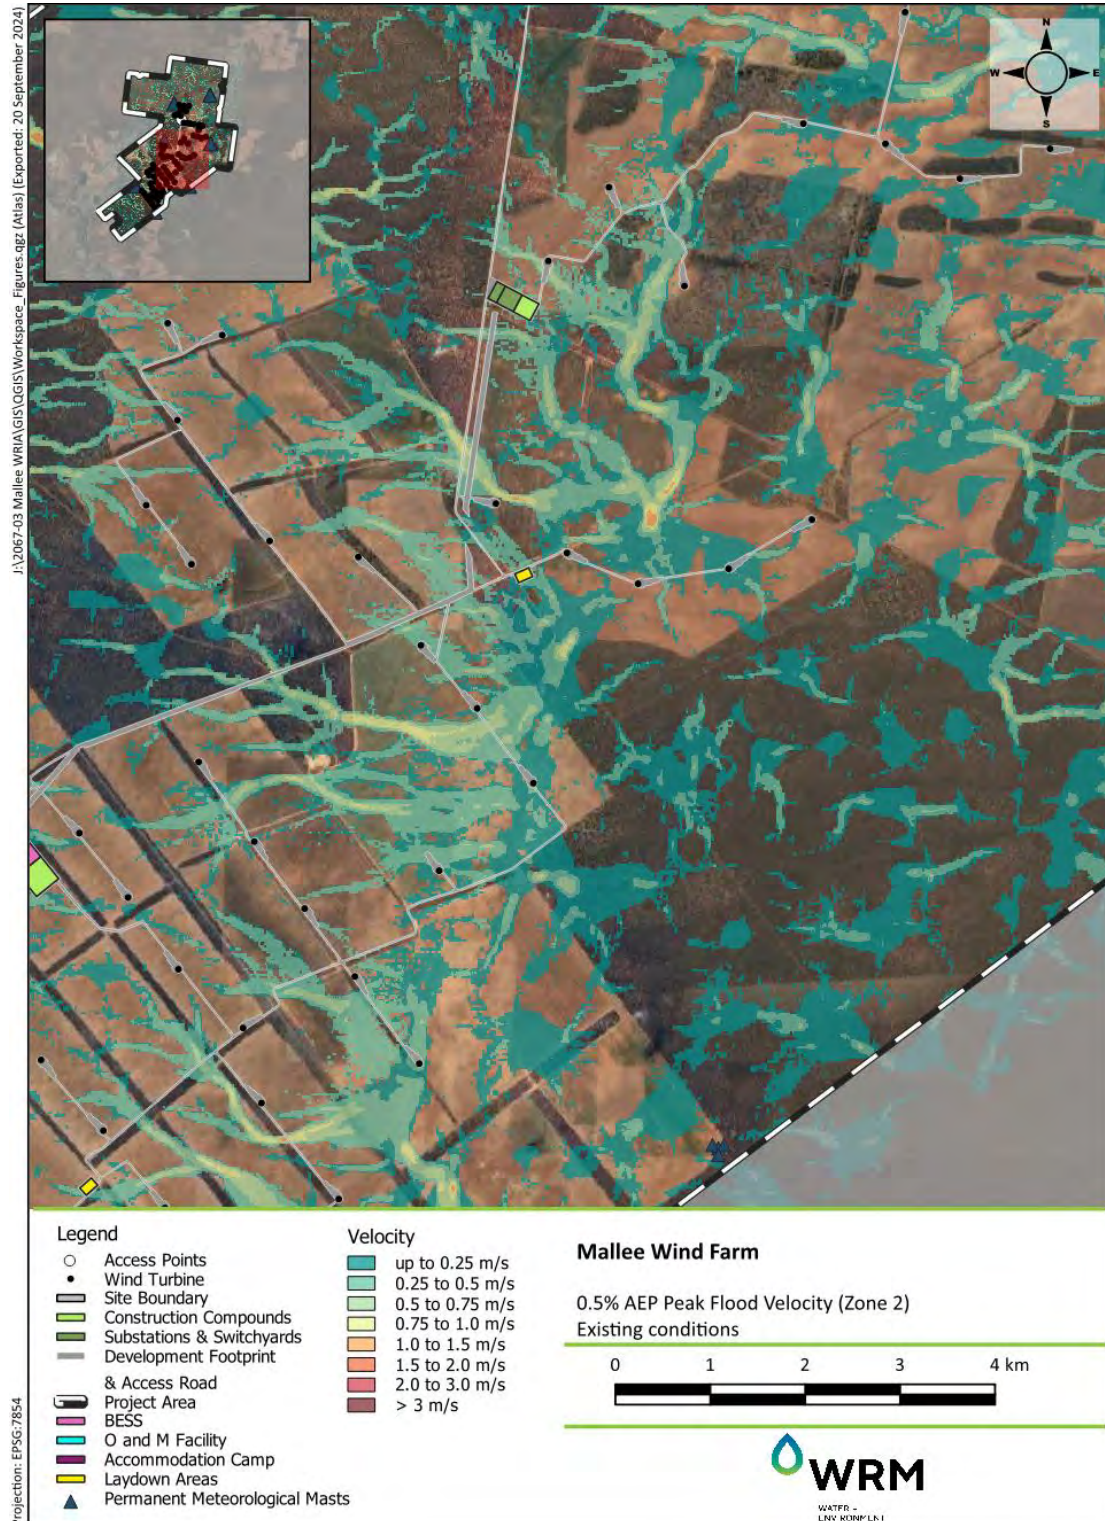 J:\2067-03 Mallee WRIA\GIS\QGIS\Workspace_Figures.qgz (Atlas) (Exported: 20 September 2024)
N
W
E
S
Legend
Access Points
Wind Turbine
Site Boundary
Construction Compounds
Substations & Switchyards
Development Footprint
& Access Road
Project Area
BESS
O and M Facility
Accommodation Camp
Laydown Areas
Permanent Meteorological Masts
Velocity
up to 0.25 m/s
0.25 to 0.5 m/s
0.5 to 0.75 m/s
0.75 to 1.0 m/s
1.0 to 1.5 m/s
1.5 to 2.0 m/s
2.0 to 3.0 m/s
> 3 m/s
Mallee Wind Farm
0.5% AEP Peak Flood Velocity (Zone 2)
Existing conditions
0 1 2 3 4 km
WRM
WATER +
ENVIRONMENT
Projection: EPSG:7854